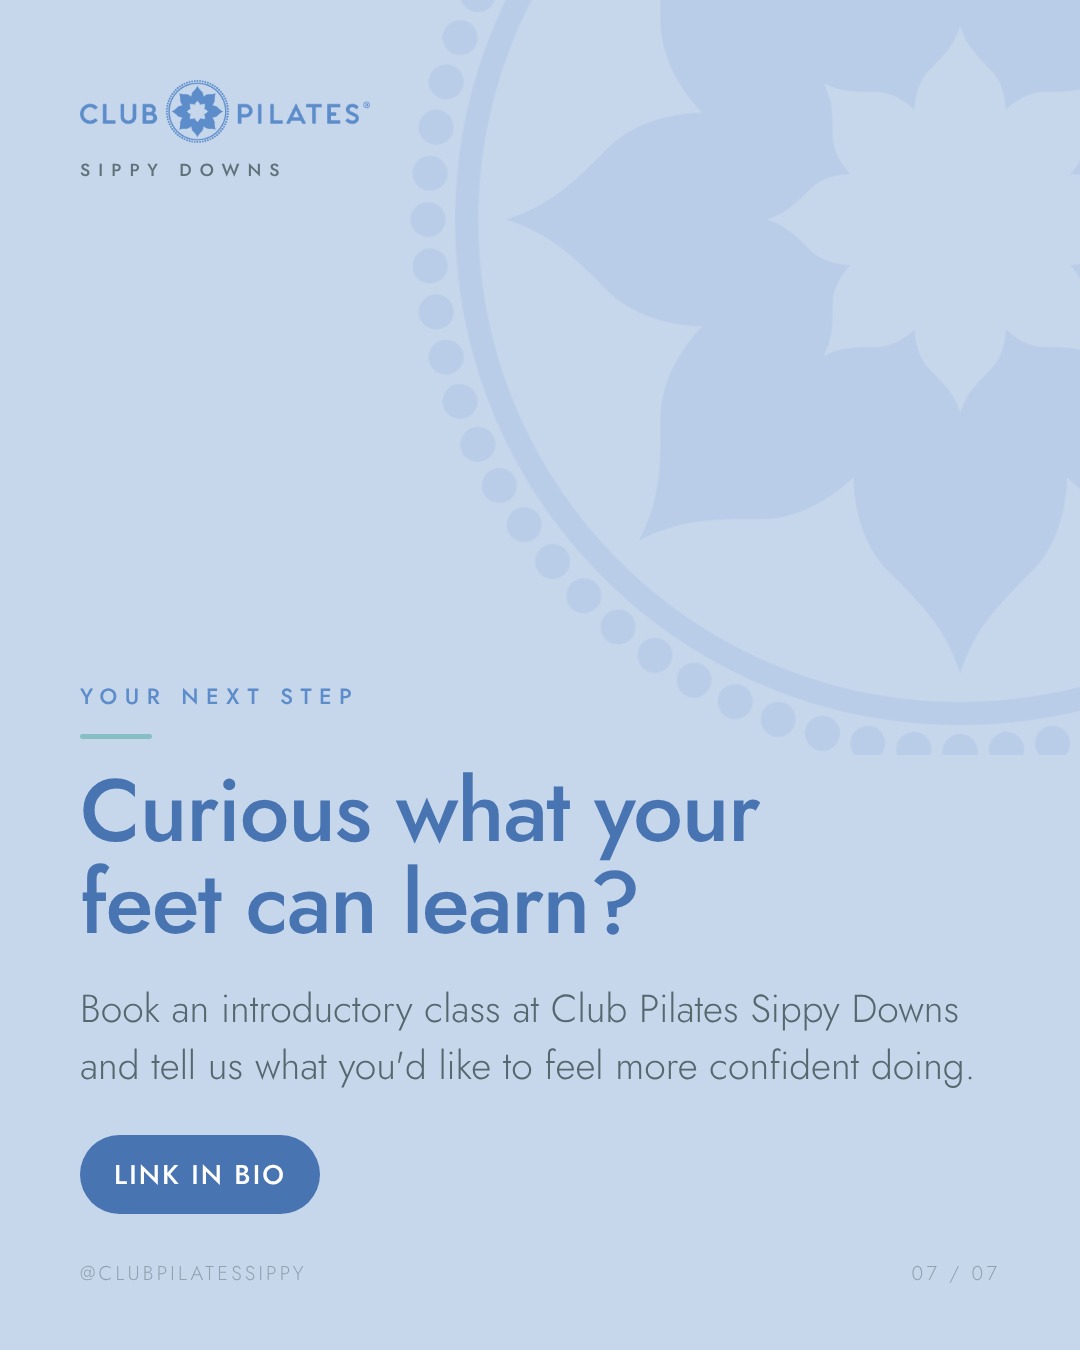 CLUB PILATES®
SIPPY DOWNS
YOUR NEXT STEP
Curious what your
feet can learn?
Book an introductory class at Club Pilates Sippy Downs
and tell us what you'd like to feel more confident doing.
LINK IN BIO
@CLUBPILATESSIPPY
07 / 07